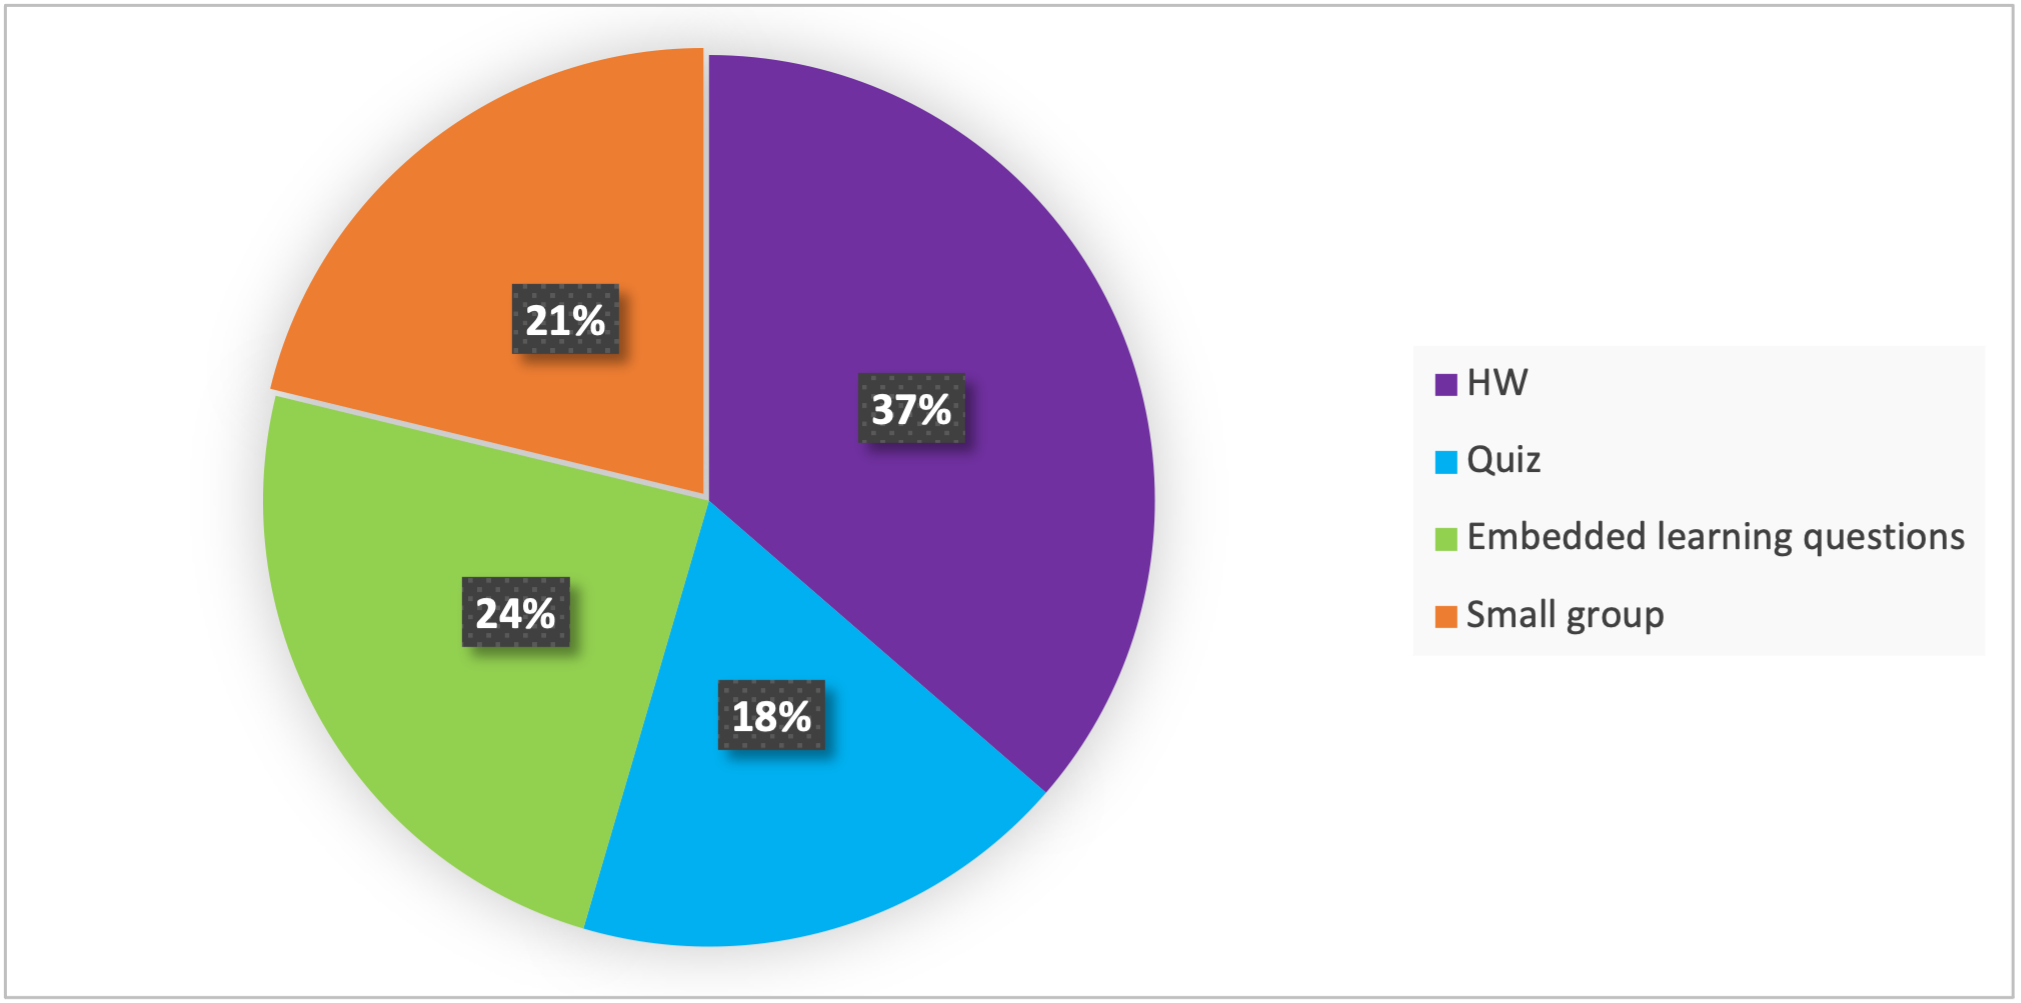 21%
37%
24%
18%
HW
Quiz
Embedded learning questions
Small group